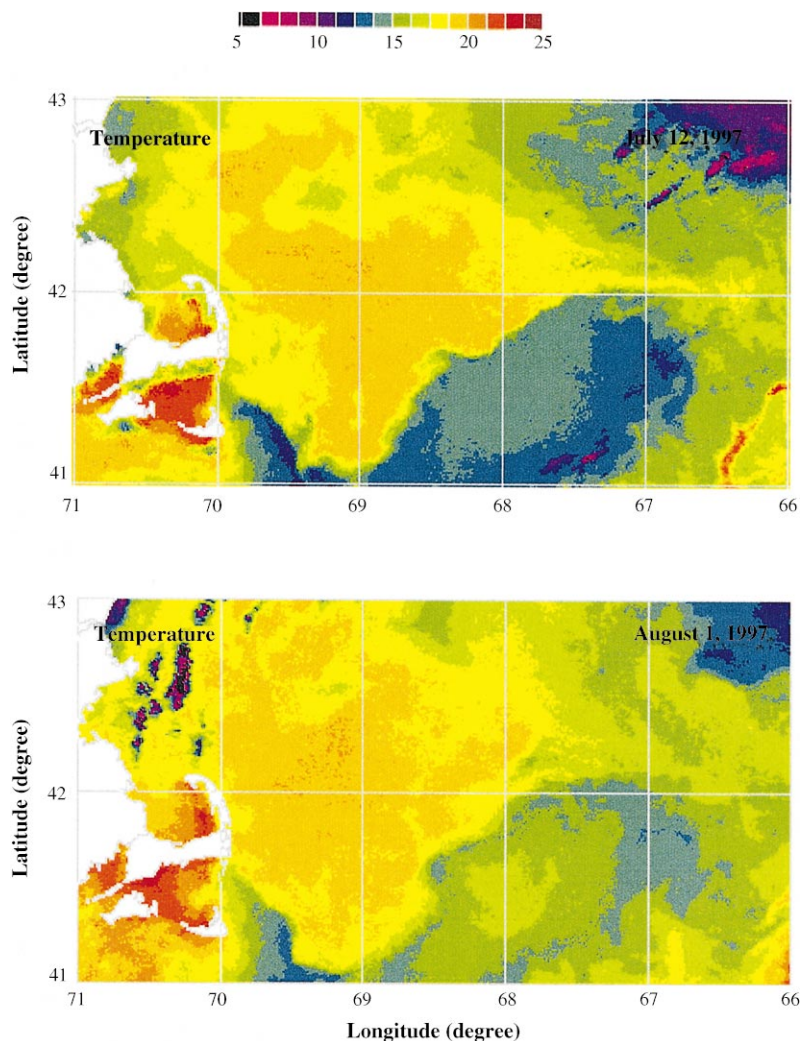 5 10 15 20 25
43
Temperature July 12, 1997
Latitude (degree)
42
41
71 70 69 68 67 66
43
Temperature August 1, 1997
Latitude (degree)
42
41
71 70 69 68 67 66
Longitude (degree)